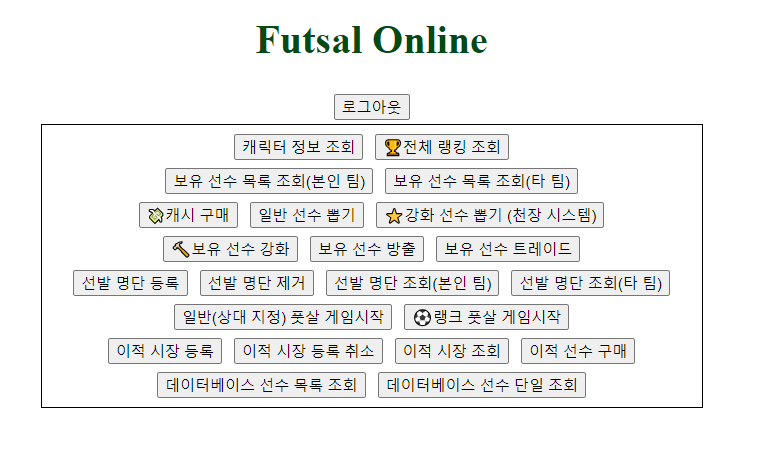 Futsal Online
로그아웃
캐릭터 정보 조회 🏆전체 랭킹 조회
보유 선수 목록 조회(본인 팀) 보유 선수 목록 조회(타 팀)
💸캐시 구매 일반 선수 뽑기 ⭐강화 선수 뽑기 (천장 시스템)
🔨보유 선수 강화 보유 선수 방출 보유 선수 트레이드
선발 명단 등록 선발 명단 제거 선발 명단 조회(본인 팀) 선발 명단 조회(타 팀)
일반(상대 지정) 풋살 게임시작 ⚽랭크 풋살 게임시작
이적 시장 등록 이적 시장 등록 취소 이적 시장 조회 이적 선수 구매
데이터베이스 선수 목록 조회 데이터베이스 선수 단일 조회